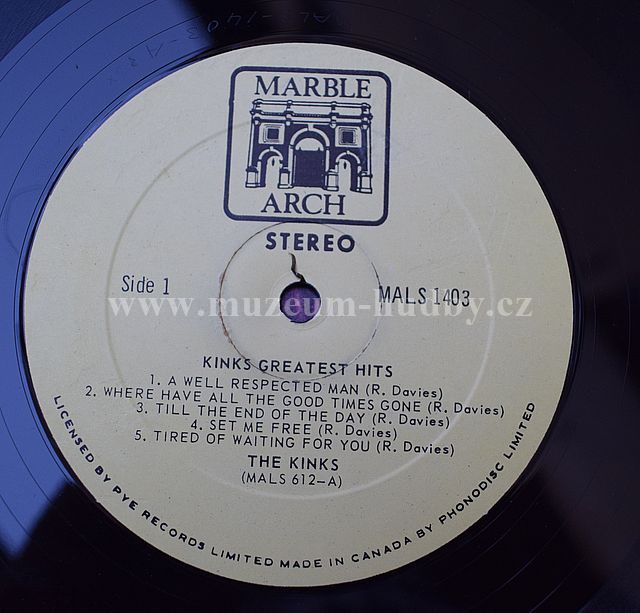 MARBLE
ARCH
STEREO
Side 1
MALS 1403
www.muzeum-hudby.cz
KINKS GREATEST HITS
1. A WELL RESPECTED MAN (R. Davies)
2. WHERE HAVE ALL THE GOOD TIMES GONE (R. Davies)
3. TILL THE END OF THE DAY (R. Davies)
4. SET ME FREE (R. Davies)
5. TIRED OF WAITING FOR YOU (R. Davies)
THE KINKS
(MALS 612-A)
LICENSED BY PYE RECORDS LIMITED MADE IN CANADA BY PHONODISC LIMITED